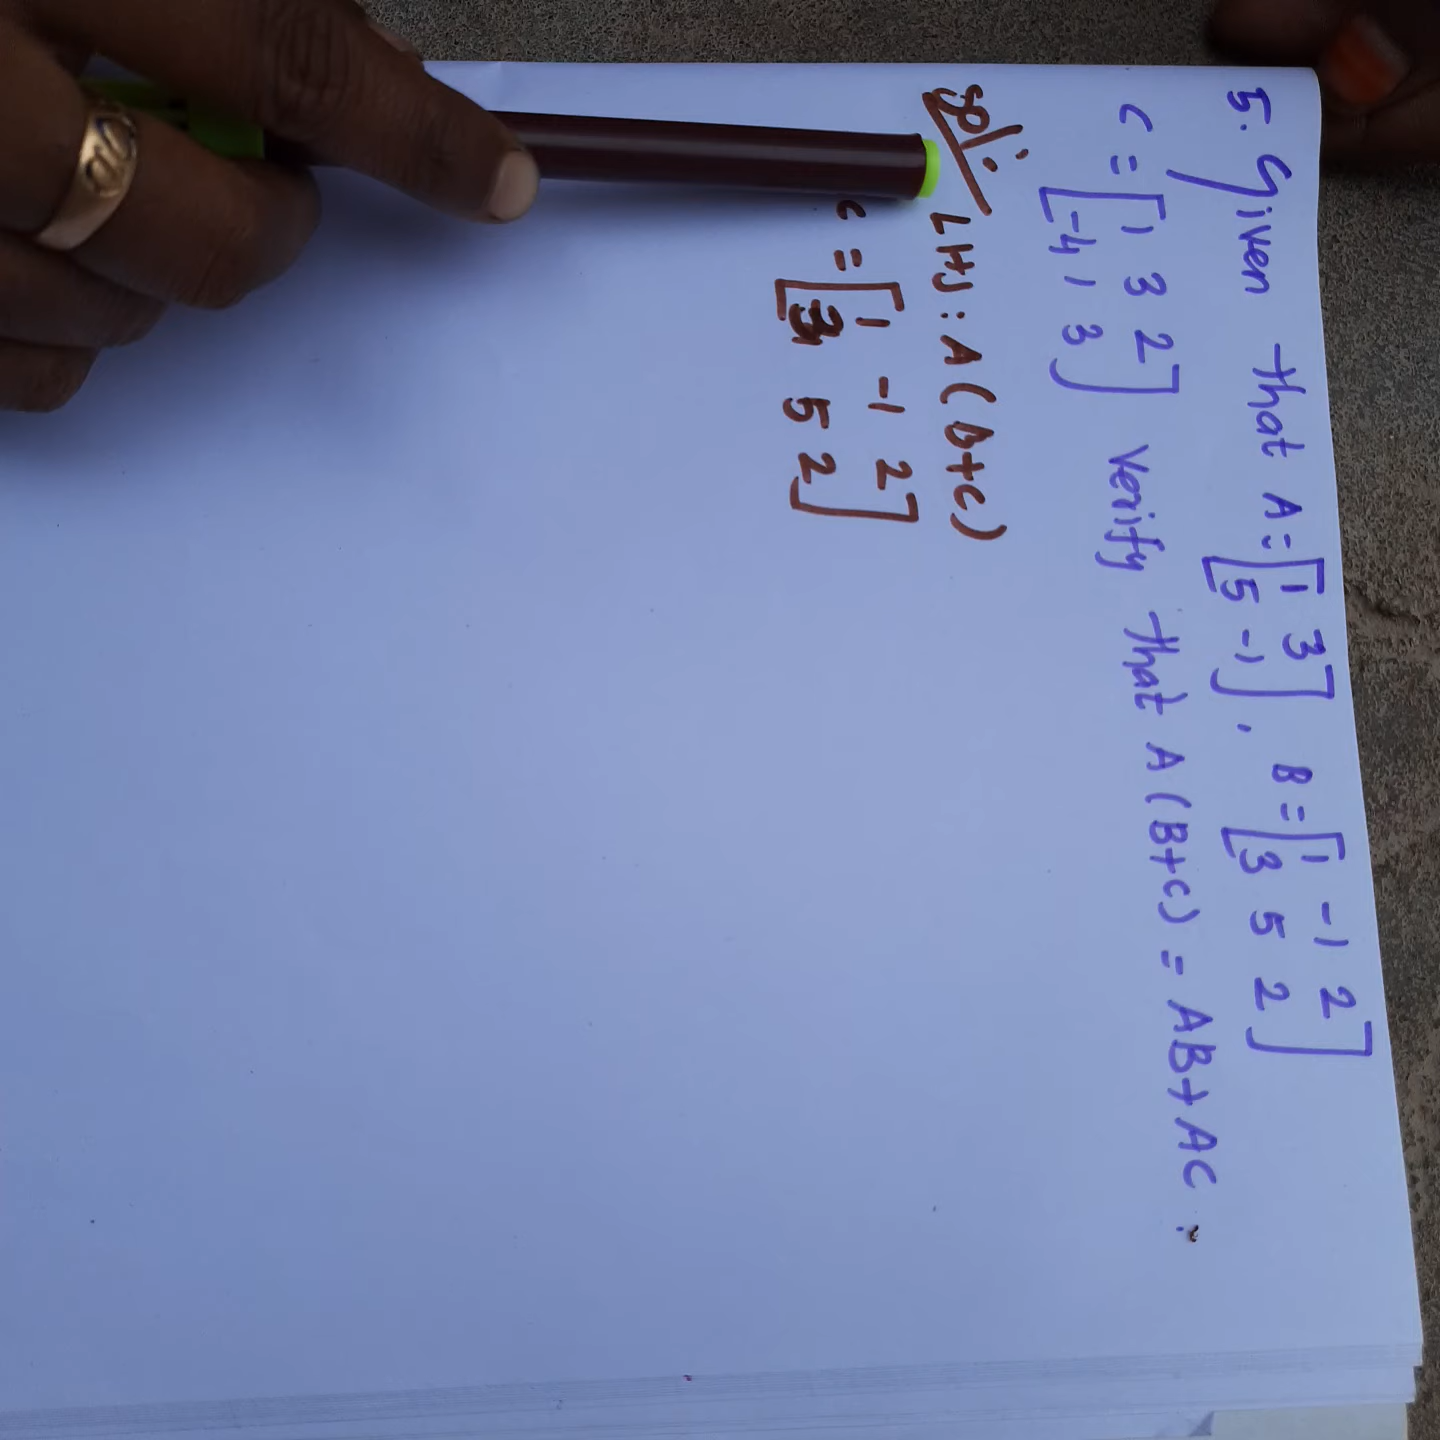 5. Given that A = [1 3 5 -1], B = [1 -1 2 3 5 2]
C = [1 3 2 -4 1 3] Verify that A(B+C) = AB+AC.
Soln: LHS: A(B+C)
C = [1 -1 2 3 5 2]